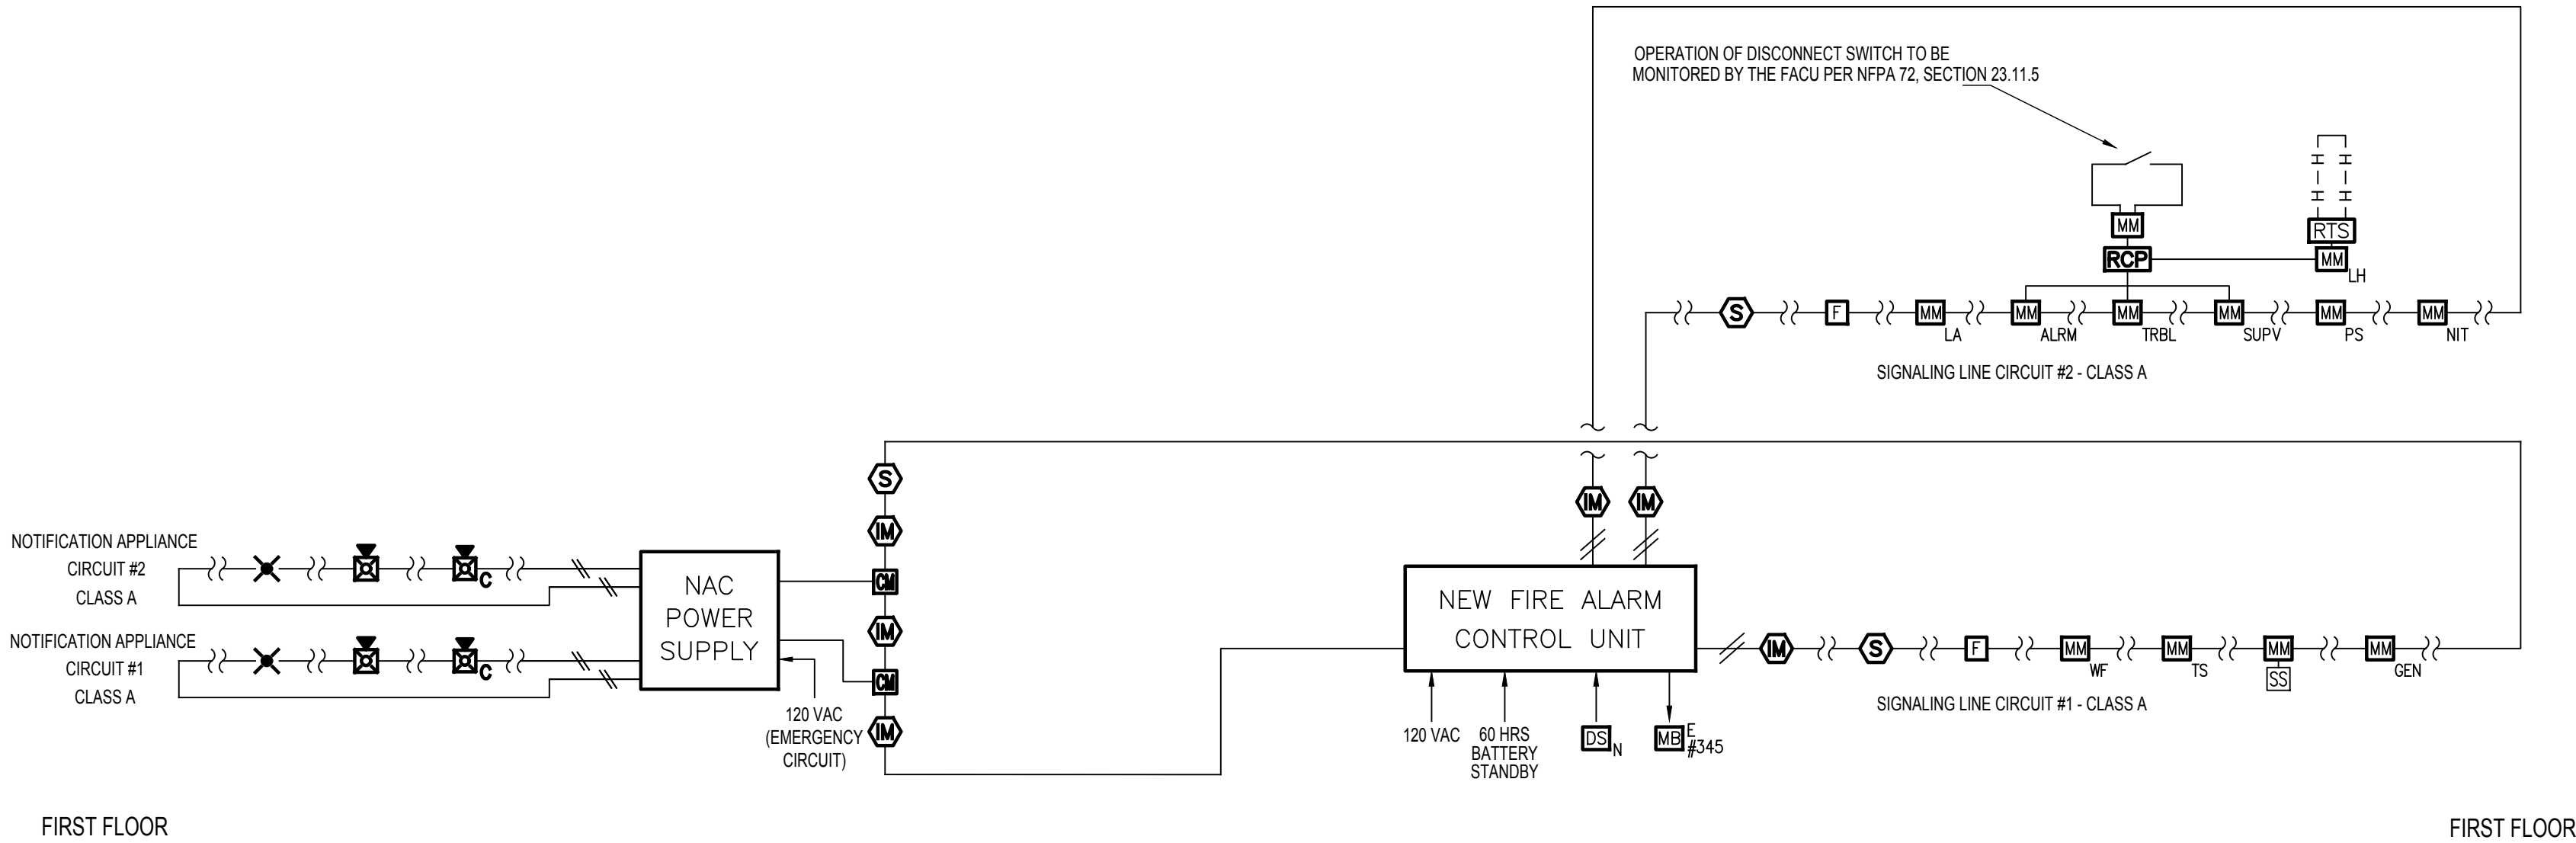 OPERATION OF DISCONNECT SWITCH TO BE
MONITORED BY THE FACU PER NFPA 72, SECTION 23.11.5
MM
RTS
RCP
MM
LH
S
F
MM
MM
MM
MM
MM
MM
LA
ALRM
TRBL
SUPV
PS
NIT
SIGNALING LINE CIRCUIT #2 - CLASS A
S
IM
CM
IM
CM
IM
IM
IM
NOTIFICATION APPLIANCE
CIRCUIT #2
CLASS A
C
NOTIFICATION APPLIANCE
CIRCUIT #1
CLASS A
C
NAC
POWER
SUPPLY
120 VAC
(EMERGENCY
CIRCUIT)
NEW FIRE ALARM
CONTROL UNIT
IM
S
F
MM
MM
MM
MM
WF
TS
SS
GEN
SIGNALING LINE CIRCUIT #1 - CLASS A
120 VAC
60 HRS
BATTERY
STANDBY
DS
N
MB
E
#345
FIRST FLOOR
FIRST FLOOR